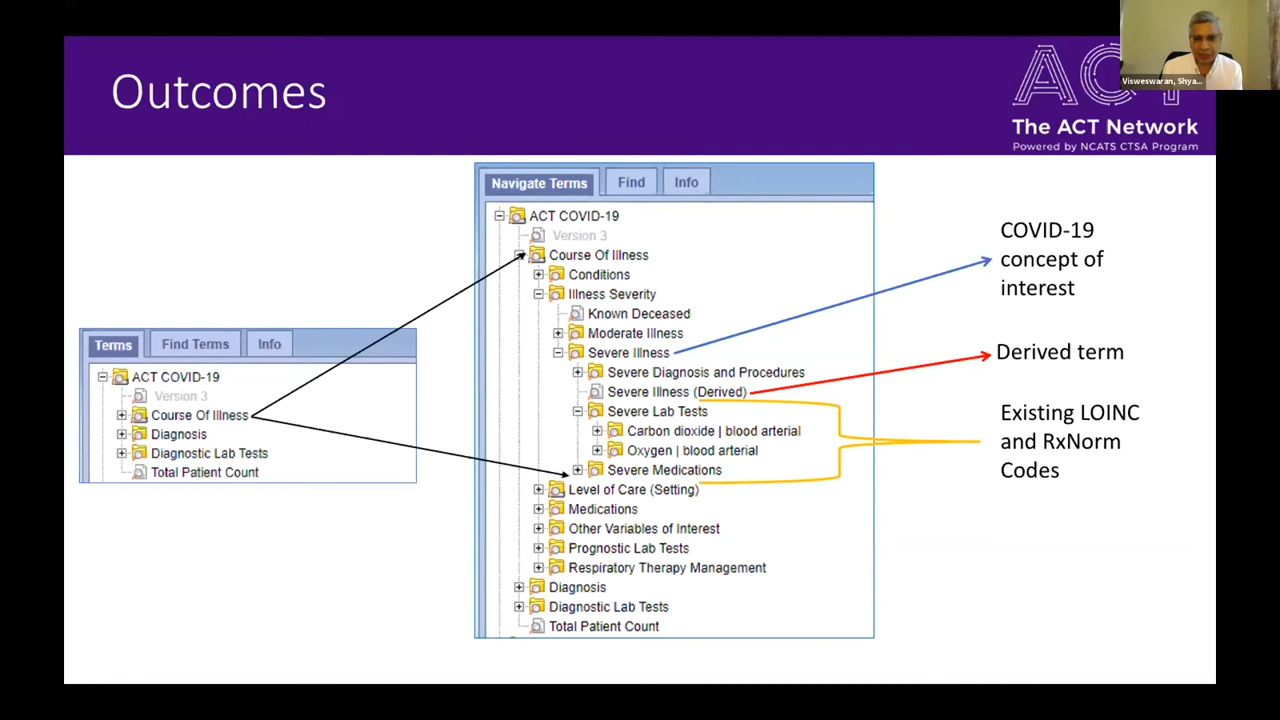 Outcomes
Visweswaran, Shya...
The ACT Network
Powered by NCATS CTSA Program
Terms
Find Terms
Info
ACT COVID-19
Version 3
Course Of Illness
Diagnosis
Diagnostic Lab Tests
Total Patient Count
Navigate Terms
Find
Info
ACT COVID-19
Version 3
Course Of Illness
Conditions
Illness Severity
Known Deceased
Moderate Illness
Severe Illness
Severe Diagnosis and Procedures
Severe Illness (Derived)
Severe Lab Tests
Carbon dioxide | blood arterial
Oxygen | blood arterial
Severe Medications
Level of Care (Setting)
Medications
Other Variables of Interest
Prognostic Lab Tests
Respiratory Therapy Management
Diagnosis
Diagnostic Lab Tests
Total Patient Count
COVID-19
concept of
interest
Derived term
Existing LOINC
and RxNorm
Codes